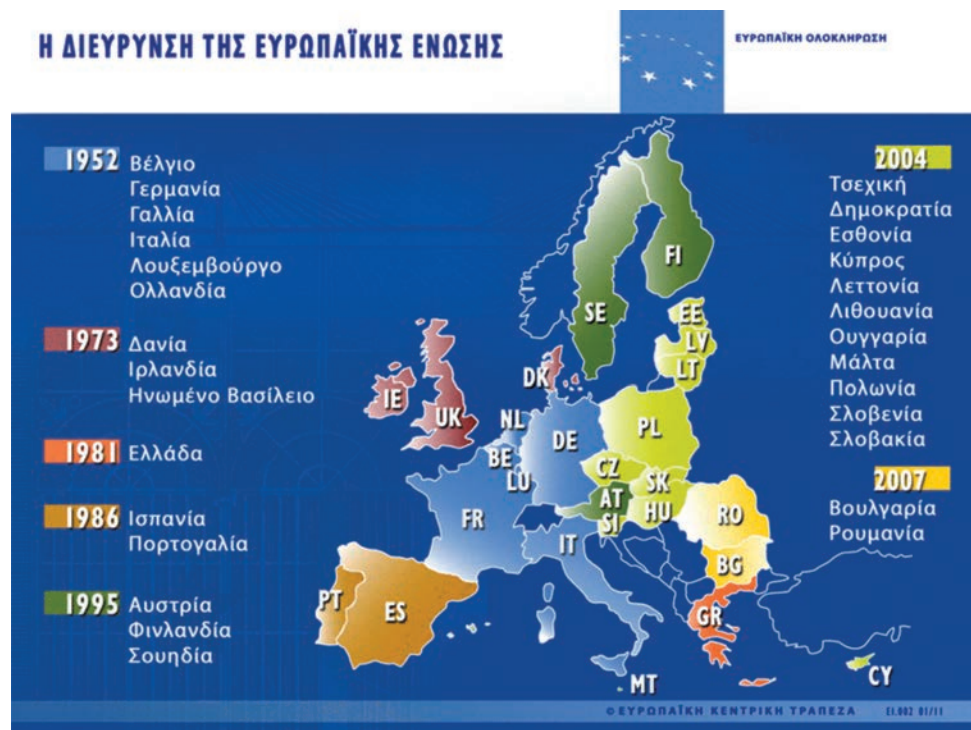 Η ΔΙΕΥΡΥΝΣΗ ΤΗΣ ΕΥΡΩΠΑΪΚΗΣ ΕΝΩΣΗΣ
ΕΥΡΩΠΑΪΚΗ ΟΛΟΚΛΗΡΩΣΗ
1952 Βέλγιο
Γερμανία
Γαλλία
Ιταλία
Λουξεμβούργο
Ολλανδία
1973 Δανία
Ιρλανδία
Ηνωμένο Βασίλειο
1981 Ελλάδα
1986 Ισπανία
Πορτογαλία
1995 Αυστρία
Φινλανδία
Σουηδία
FI
SE
EE
LV
LT
DK
IE
UK
NL
DE
PL
BE
LU
CZ
SK
AT
HU
SI
FR
IT
RO
BG
PT
ES
GR
MT
CY
2004
Τσεχική
Δημοκρατία
Εσθονία
Κύπρος
Λεττονία
Λιθουανία
Ουγγαρία
Μάλτα
Πολωνία
Σλοβενία
Σλοβακία
2007
Βουλγαρία
Ρουμανία
© ΕΥΡΩΠΑΪΚΗ ΚΕΝΤΡΙΚΗ ΤΡΑΠΕΖΑ EL002 01/11